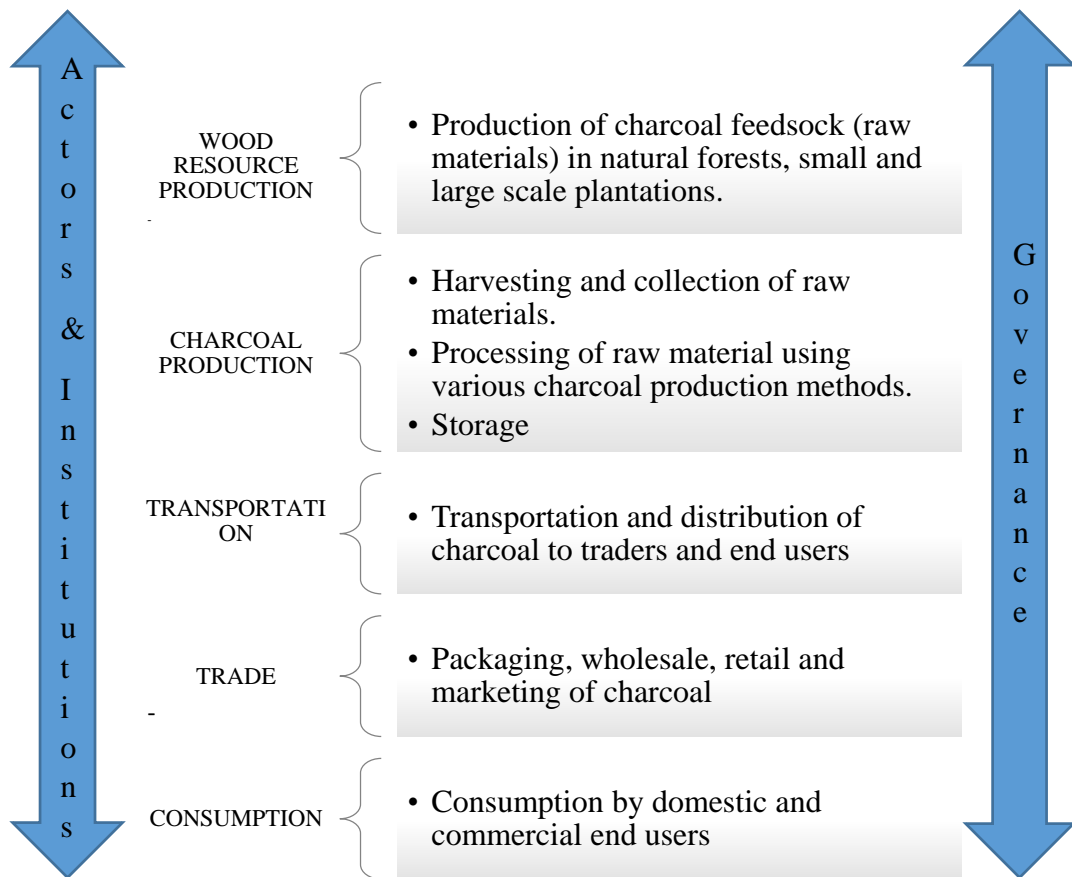 Actors & Institutions
WOOD
RESOURCE
PRODUCTION
-
• Production of charcoal feedsock (raw
materials) in natural forests, small and
large scale plantations.
CHARCOAL
PRODUCTION
• Harvesting and collection of raw
materials.
• Processing of raw material using
various charcoal production methods.
• Storage
TRANSPORTATI
ON
• Transportation and distribution of
charcoal to traders and end users
TRADE
-
• Packaging, wholesale, retail and
marketing of charcoal
CONSUMPTION
• Consumption by domestic and
commercial end users
Governance